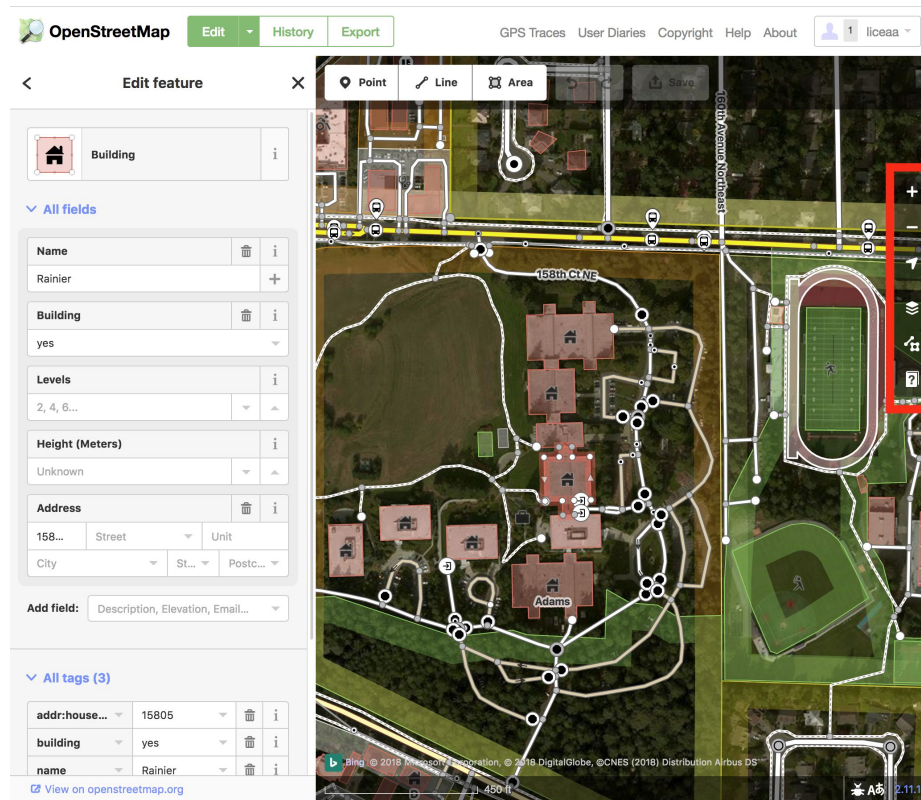 OpenStreetMap
Edit
History
Export
GPS Traces
User Diaries
Copyright
Help
About
1
liceaa
Edit feature
Point
Line
Area
Save
Building
i
All fields
Name
i
Rainier
Building
i
yes
Levels
i
2, 4, 6...
Height (Meters)
i
Unknown
Address
i
158...
Street
Unit
City
St...
Postc...
Add field:
Description, Elevation, Email...
All tags (3)
addr:house...
15805
i
building
yes
i
name
Rainier
i
View on openstreetmap.org
160th Avenue Northeast
158th Ct NE
Adams
?
b Bing © 2018 Microsoft Corporation, © 2018 DigitalGlobe, ©CNES (2018) Distribution Airbus DS
450 ft
Aあ
2.11.1